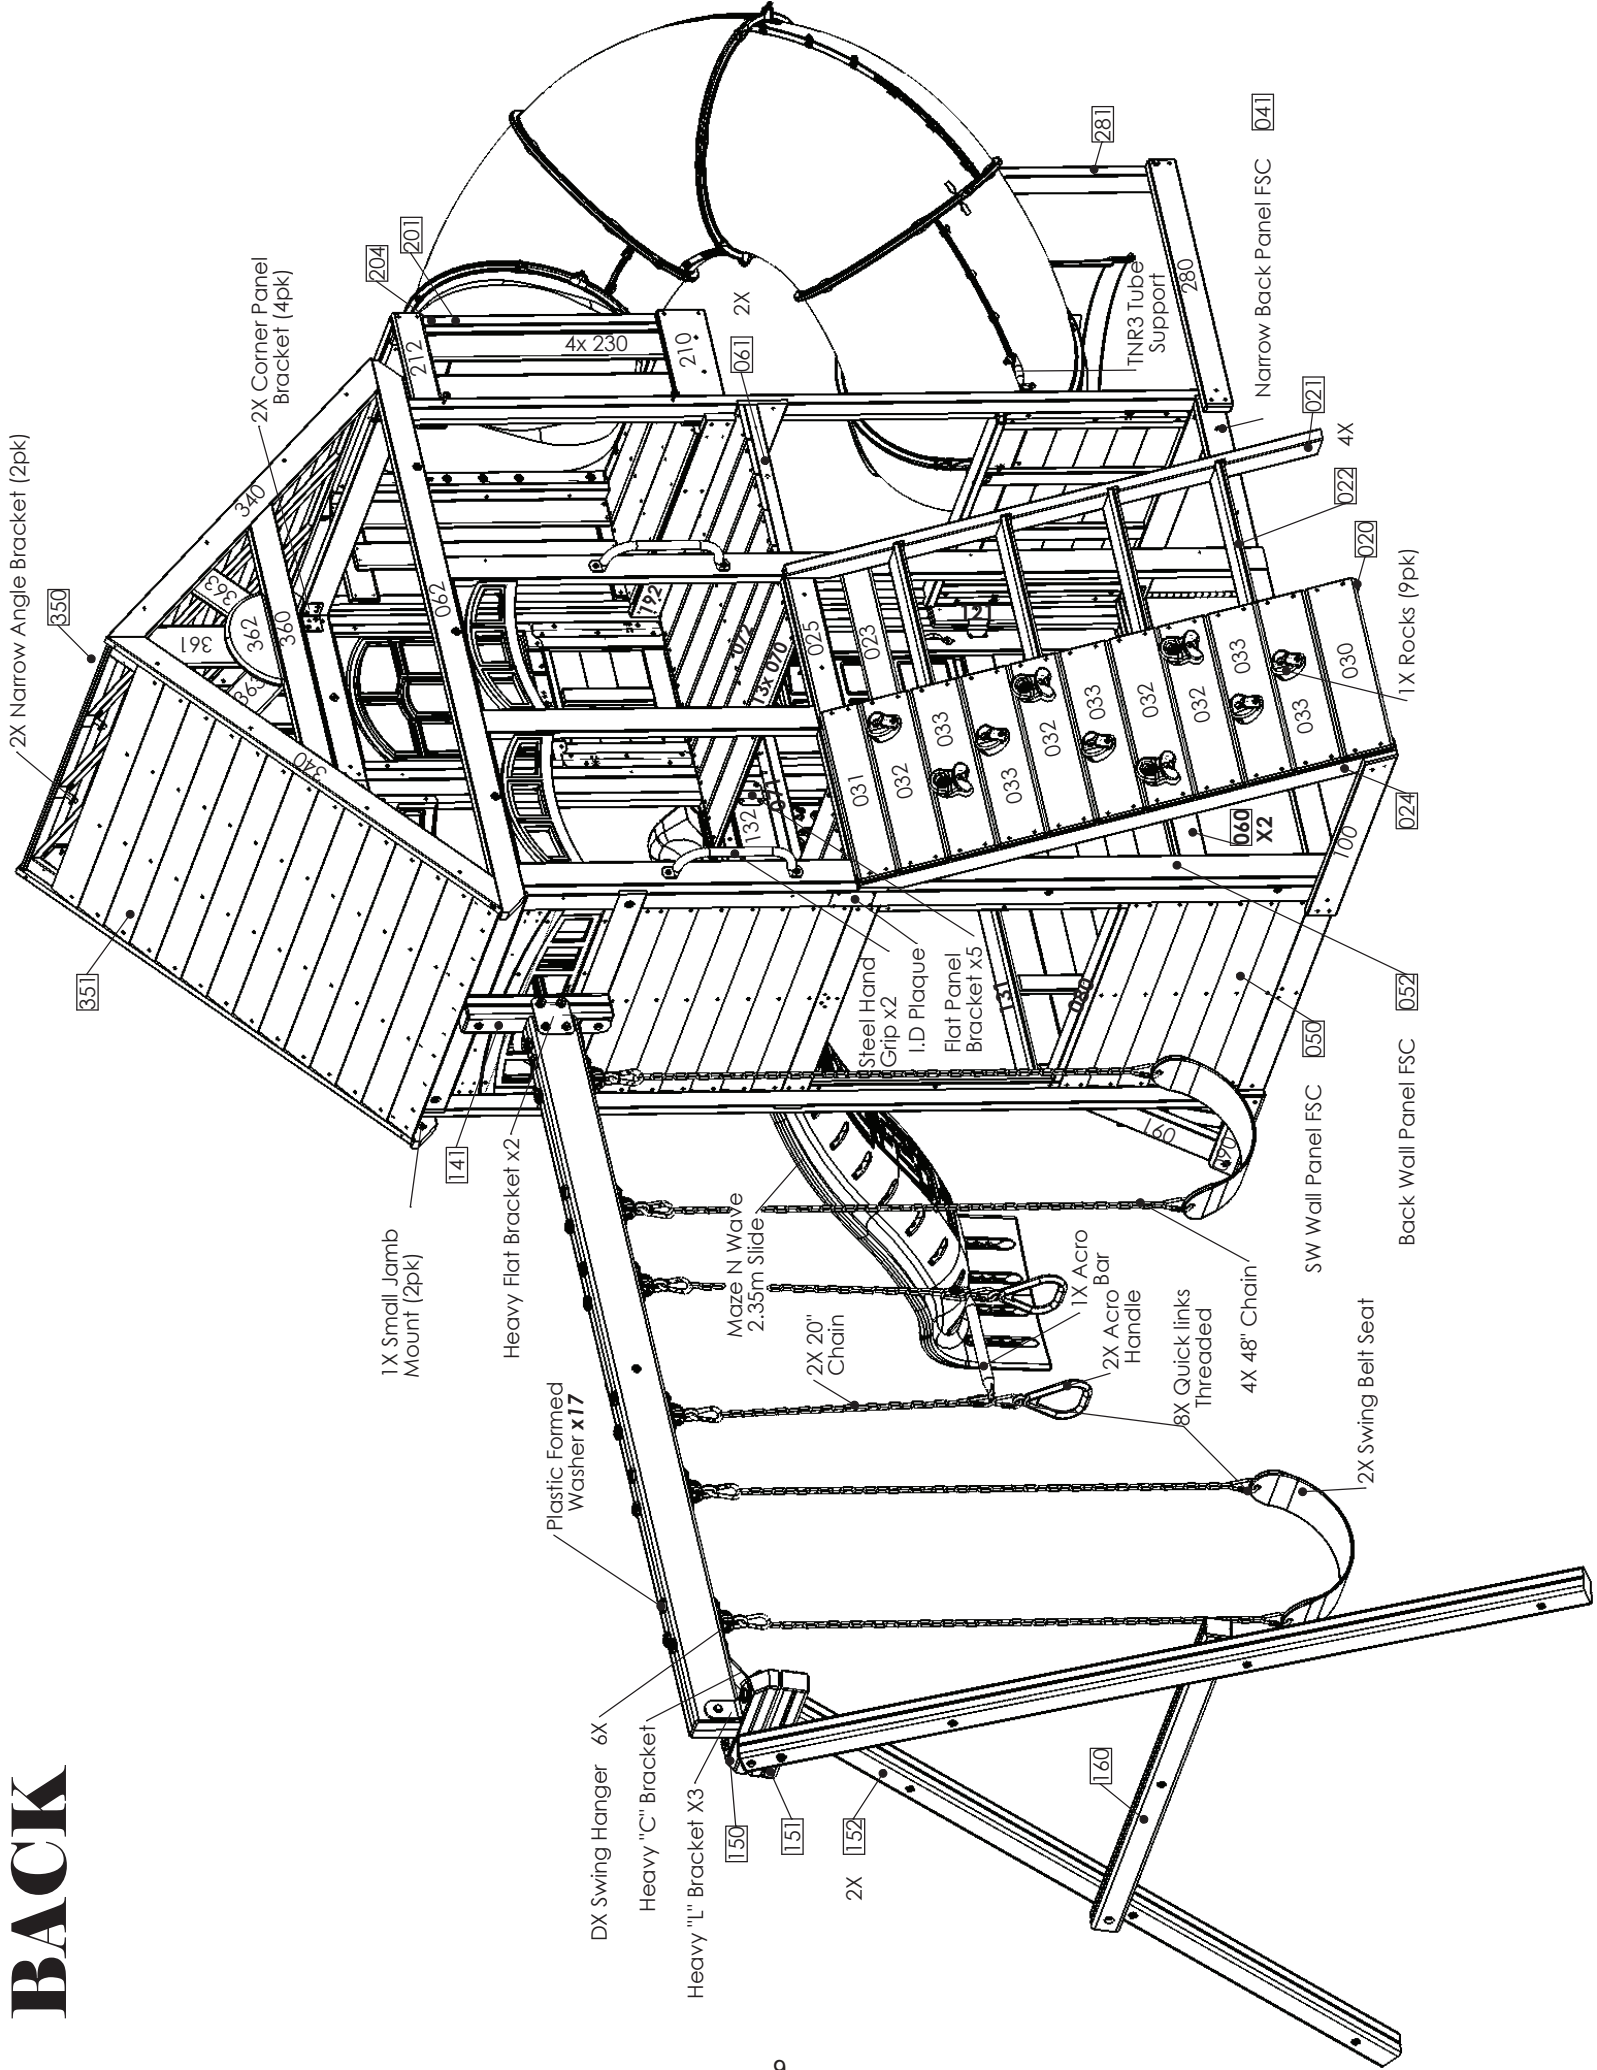 BACK
2X Narrow Angle Bracket (2pk)
350
351
2X Corner Panel
Bracket (4pk)
204
201
212
4x 230
210
2X
061
340
340
363
361
362
360
363
062
192
072
13x 070
071
132
025
023
12
281
041
Narrow Back Panel FSC
280
TNR3 Tube
Support
021
4X
022
020
1X Rocks (9pk)
031
032
033
033
032
033
032
032
033
033
030
024
060
X2
100
052
Back Wall Panel FSC
050
SW Wall Panel FSC
Steel Hand
Grip x2
I.D Plaque
Flat Panel
Bracket x5
131
080
160
141
1X Small Jamb
Mount (2pk)
Heavy Flat Bracket x2
Maze N Wave
2.35m Slide
2X 20"
Chain
1X Acro
Bar
2X Acro
Handle
8X Quick links
Threaded
4X 48" Chain
2X Swing Belt Seat
Plastic Formed
Washer x17
DX Swing Hanger 6X
Heavy "C" Bracket
Heavy "L" Bracket X3
150
151
152
2X
160
9